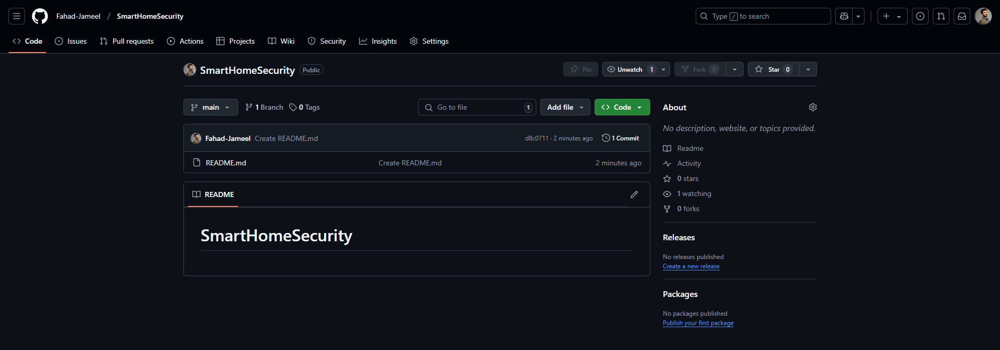 Fahad-Jameel / SmartHomeSecurity
Type / to search
Code Issues Pull requests Actions Projects Wiki Security Insights Settings
SmartHomeSecurity Public
Pin Unwatch 1 Fork 0 Star 0
main 1 Branch 0 Tags
Go to file t Add file Code
Fahad-Jameel Create README.md d8c0711 · 2 minutes ago 1 Commit
README.md Create README.md 2 minutes ago
README
SmartHomeSecurity
About
No description, website, or topics provided.
Readme
Activity
0 stars
1 watching
0 forks
Releases
No releases published
Create a new release
Packages
No packages published
Publish your first package